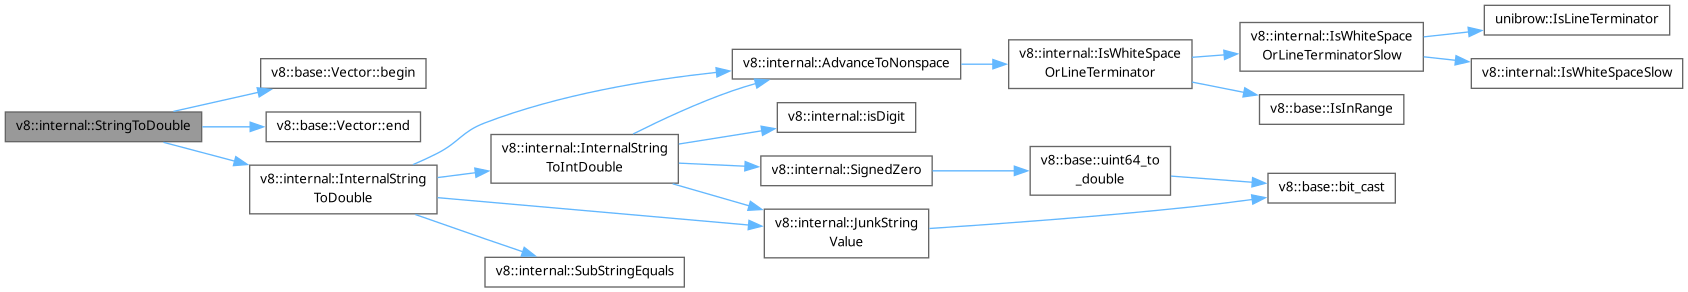 v8::internal::StringToDouble
v8::base::Vector::begin
v8::base::Vector::end
v8::internal::InternalString
ToDouble
v8::internal::InternalString
ToIntDouble
v8::internal::SubStringEquals
v8::internal::AdvanceToNonspace
v8::internal::isDigit
v8::internal::SignedZero
v8::internal::JunkString
Value
v8::internal::IsWhiteSpace
OrLineTerminator
v8::base::uint64_to
_double
v8::internal::IsWhiteSpace
OrLineTerminatorSlow
v8::base::IsInRange
v8::base::bit_cast
unibrow::IsLineTerminator
v8::internal::IsWhiteSpaceSlow